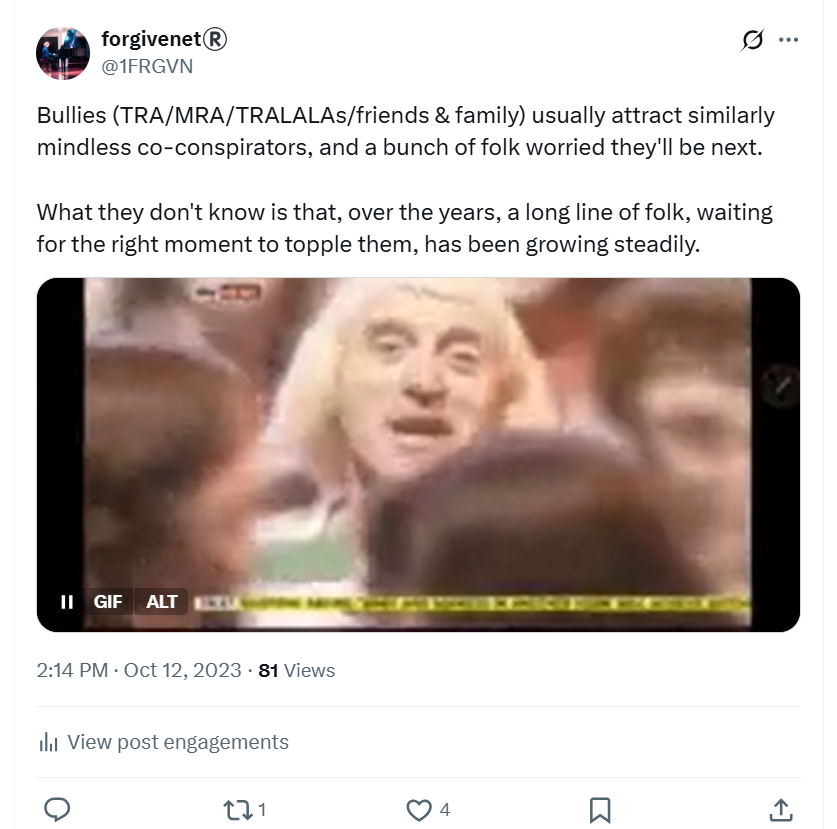 forgivenet®
@1FRGVN
Bullies (TRA/MRA/TRALALAs/friends & family) usually attract similarly
mindless co-conspirators, and a bunch of folk worried they'll be next.
What they don't know is that, over the years, a long line of folk, waiting
for the right moment to topple them, has been growing steadily.
GIF ALT
2:14 PM · Oct 12, 2023 · 81 Views
View post engagements
1 4